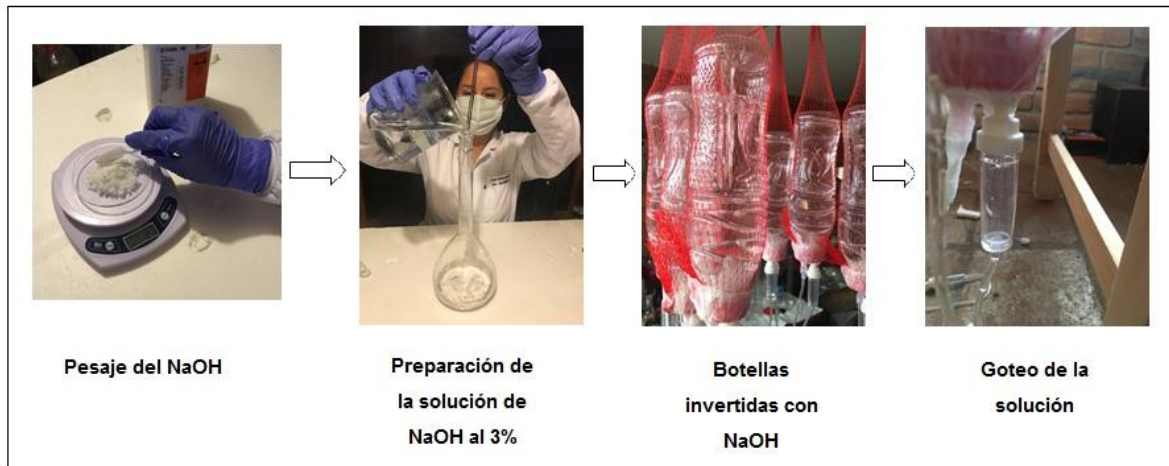 Pesaje del NaOH
Preparación de
la solución de
NaOH al 3%
Botellas
invertidas con
NaOH
Goteo de la
solución